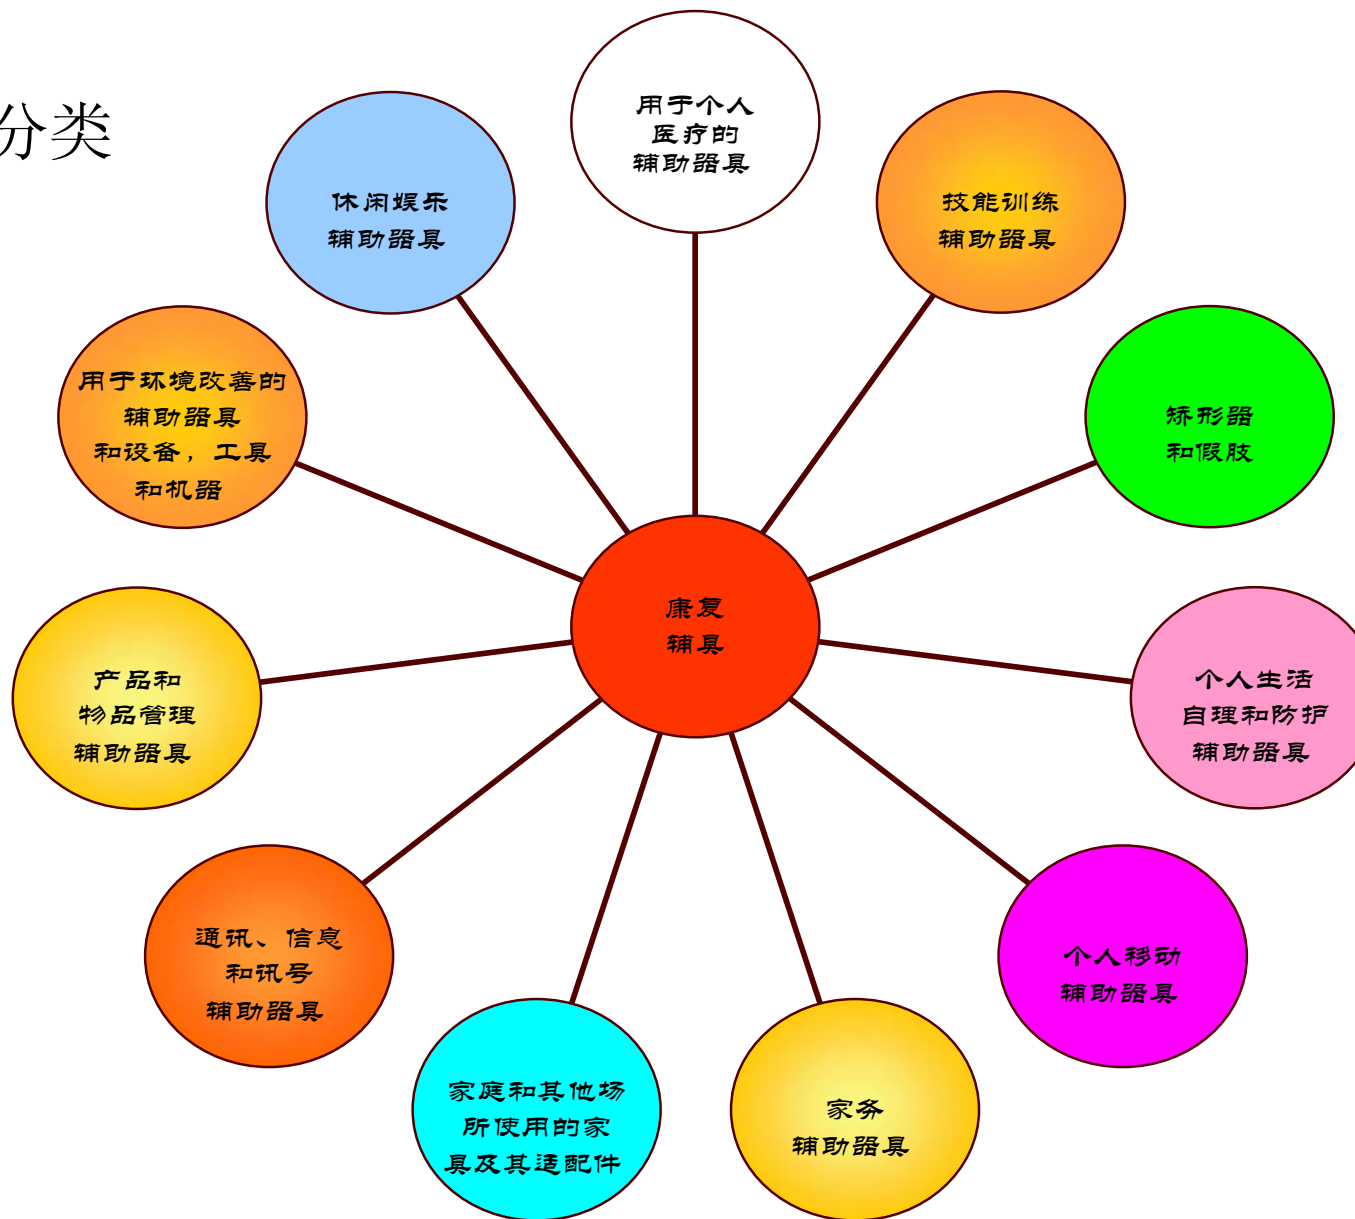 分类
用于个人
医疗的
辅助器具
技能训练
辅助器具
矫形器
和假肢
个人生活
自理和防护
辅助器具
个人移动
辅助器具
家务
辅助器具
家庭和其他场
所使用的家
具及其适配件
通讯、信息
和讯号
辅助器具
产品和
物品管理
辅助器具
用于环境改善的
辅助器具
和设备，工具
和机器
休闲娱乐
辅助器具
康复
辅具